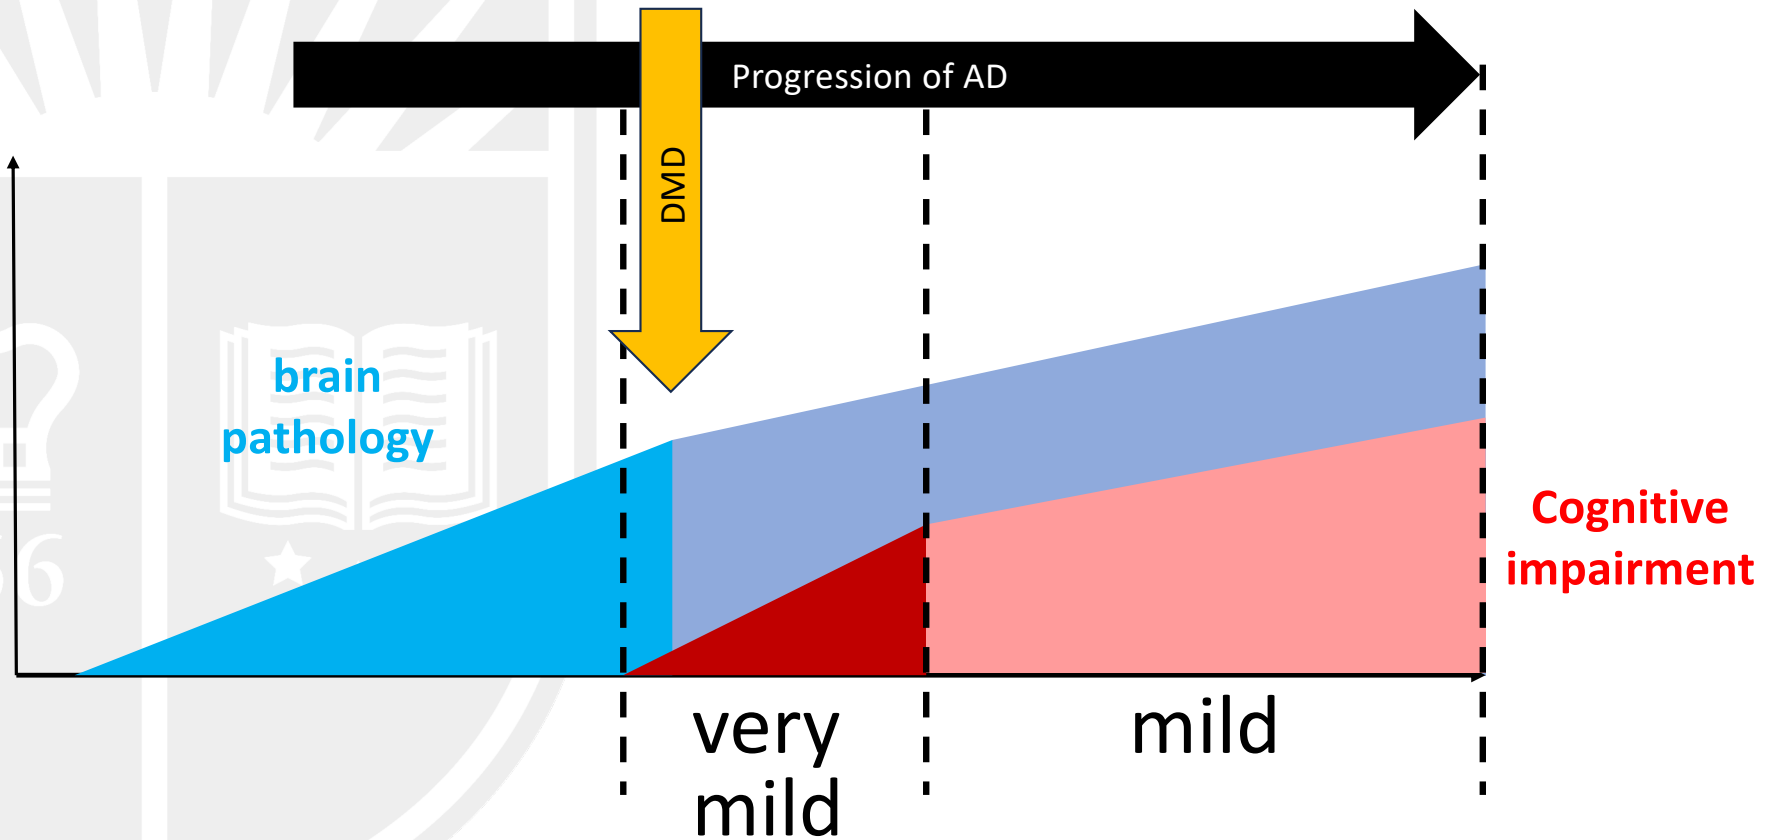 Progression of AD
DMD
brain
pathology
Cognitive
impairment
very
mild
mild